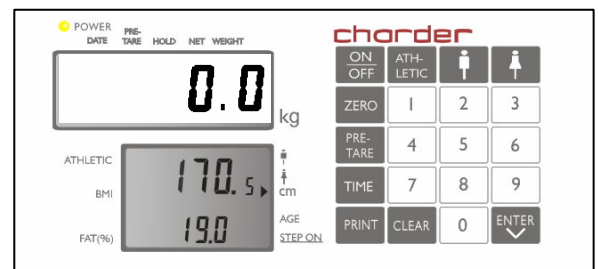 POWER
DATE
PRE-
TARE
HOLD
NET WEIGHT
0.0
kg
ATHLETIC
BMI
FAT(%)
170.5
19.0
cm
AGE
STEP ON
charder
ON
OFF
ATH-
LETIC
ZERO 1 2 3
PRE-
TARE
4 5 6
TIME 7 8 9
PRINT CLEAR 0 ENTER